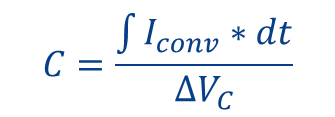 C = ∫ I_conv * dt / ΔV_C